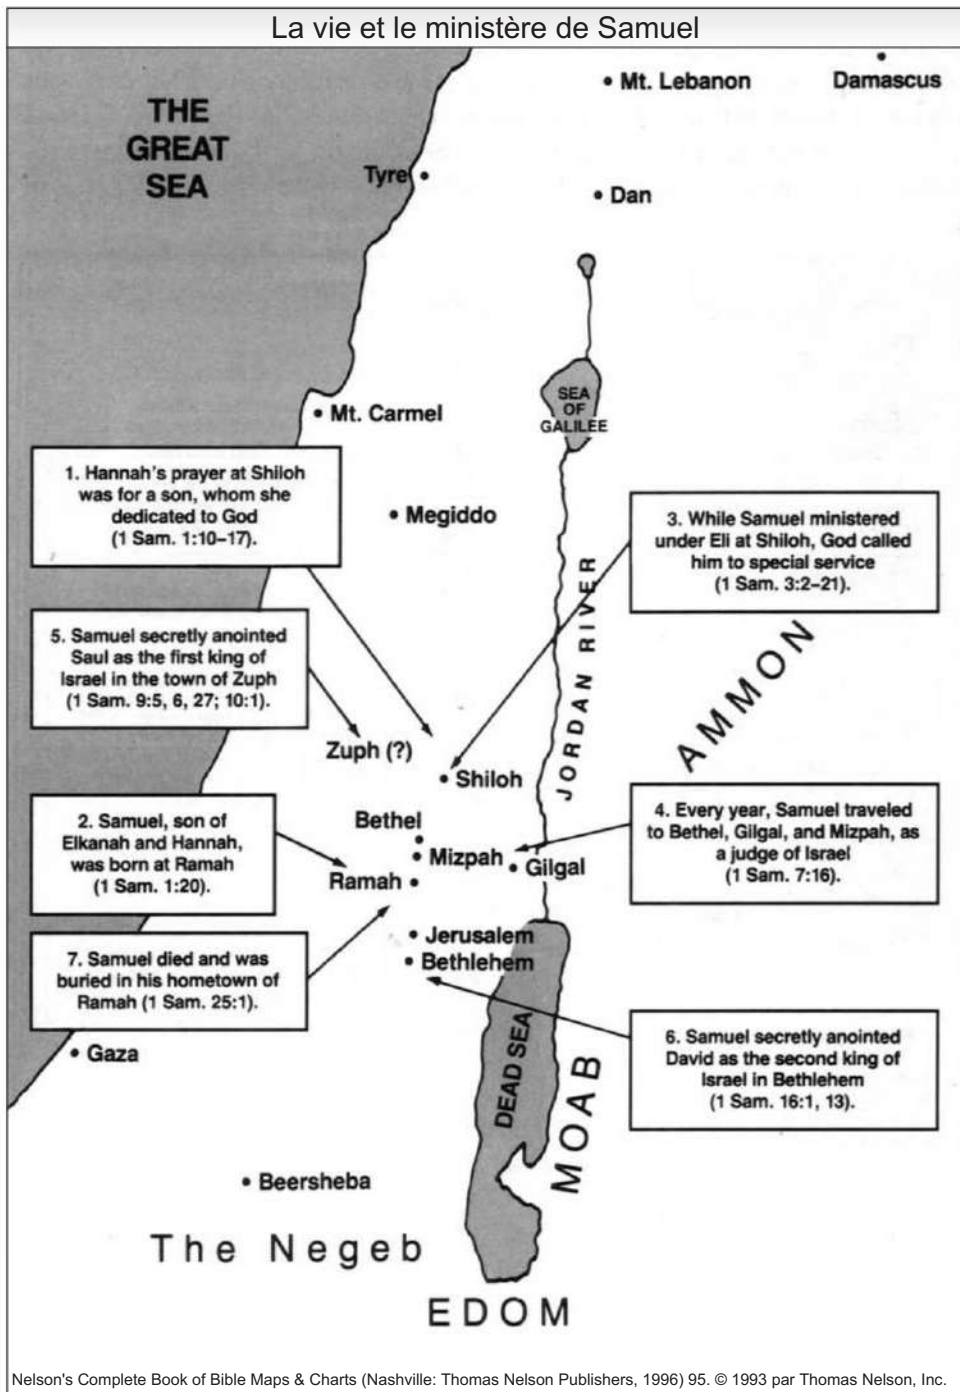 La vie et le ministère de Samuel
THE
GREAT
SEA
Mt. Lebanon
Damascus
Tyre
Dan
SEA
OF
GALILEE
Mt. Carmel
1. Hannah's prayer at Shiloh
was for a son, whom she
dedicated to God
(1 Sam. 1:10–17).
Megiddo
3. While Samuel ministered
under Eli at Shiloh, God called
him to special service
(1 Sam. 3:2–21).
JORDAN RIVER
AMMON
5. Samuel secretly anointed
Saul as the first king of
Israel in the town of Zuph
(1 Sam. 9:5, 6, 27; 10:1).
Zuph (?)
Shiloh
2. Samuel, son of
Elkanah and Hannah,
was born at Ramah
(1 Sam. 1:20).
Bethel
Mizpah
Gilgal
Ramah
4. Every year, Samuel traveled
to Bethel, Gilgal, and Mizpah, as
a judge of Israel
(1 Sam. 7:16).
Jerusalem
Bethlehem
7. Samuel died and was
buried in his hometown of
Ramah (1 Sam. 25:1).
Gaza
DEAD SEA
MOAB
6. Samuel secretly anointed
David as the second king of
Israel in Bethlehem
(1 Sam. 16:1, 13).
Beersheba
The Negeb
EDOM
Nelson's Complete Book of Bible Maps & Charts (Nashville: Thomas Nelson Publishers, 1996) 95. © 1993 par Thomas Nelson, Inc.